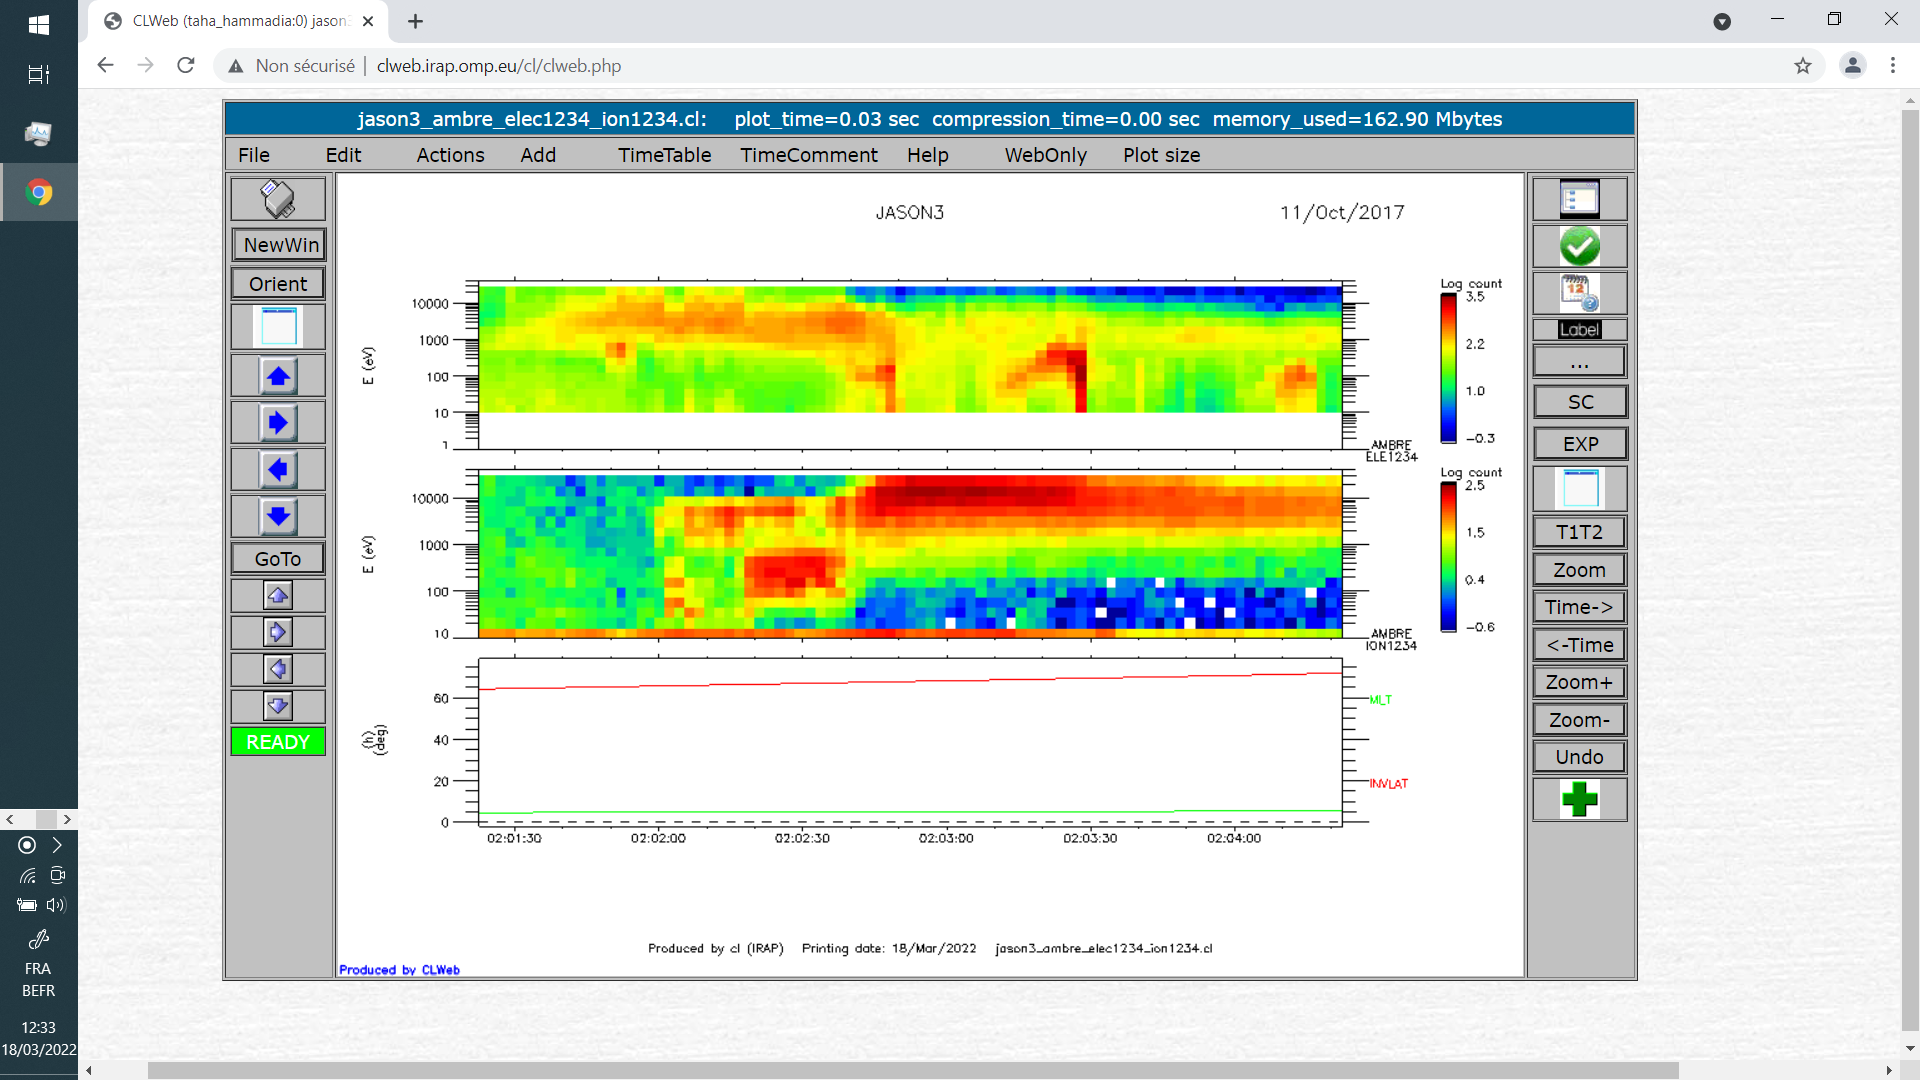 CLWeb (taha_hammadia:0) jason3
Non sécurisé | clweb.irap.omp.eu/cl/clweb.php
jason3_ambre_elec1234_ion1234.cl: plot_time=0.03 sec compression_time=0.00 sec memory_used=162.90 Mbytes
File Edit Actions Add TimeTable TimeComment Help WebOnly Plot size
NewWin
Orient
GoTo
READY
JASON3 11/Oct/2017
Log count
3.5
2.2
1.0
-0.3
10000
1000
100
10
1
E (eV)
AMBRE
ELE1234
Log count
2.5
1.5
0.4
-0.6
10000
1000
100
10
E (eV)
AMBRE
ION1234
60
40
20
0
(h)
(deg)
MLT
INVLAT
02:01:30 02:02:00 02:02:30 02:03:00 02:03:30 02:04:00
Produced by cl (IRAP) Printing date: 18/Mar/2022 jason3_ambre_elec1234_ion1234.cl
Produced by CLWeb
12
Label
...
SC
EXP
T1T2
Zoom
Time->
<-Time
Zoom+
Zoom-
Undo
FRA
BEFR
12:33
18/03/2022